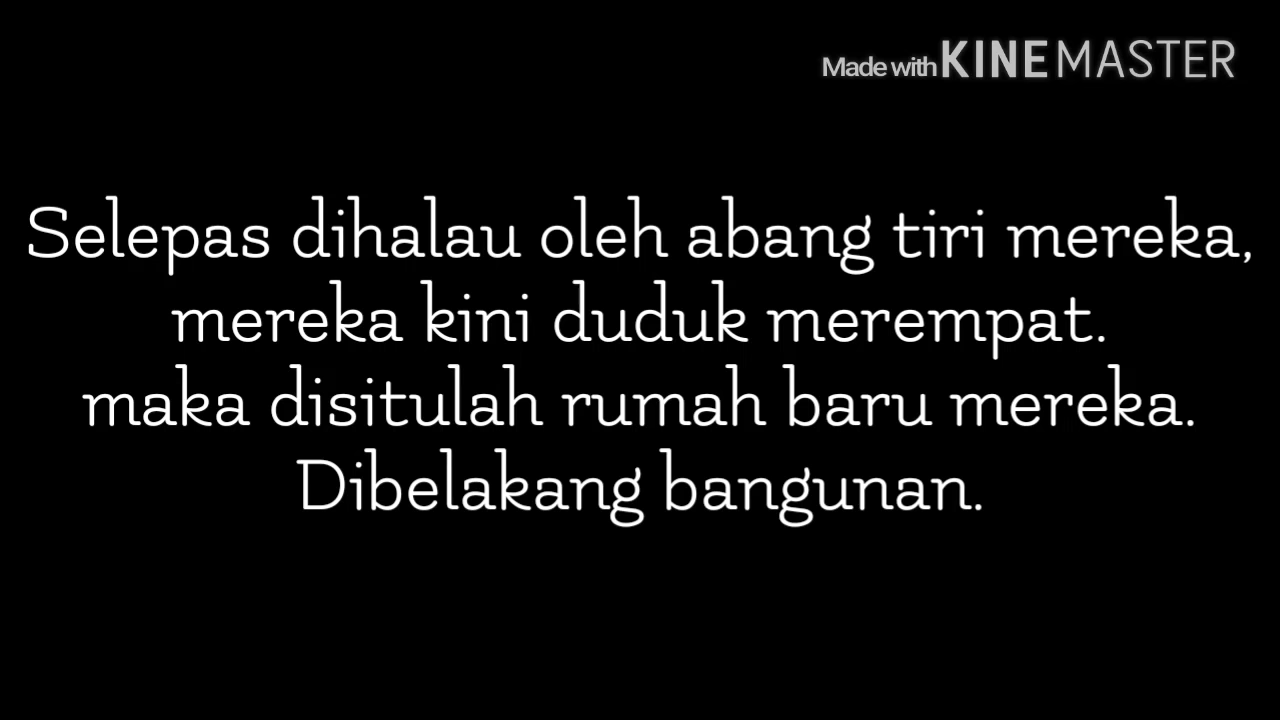 Made with KINEMASTER
Selepas dihalau oleh abang tiri mereka,
mereka kini duduk merempat.
maka disitulah rumah baru mereka.
Dibelakang bangunan.